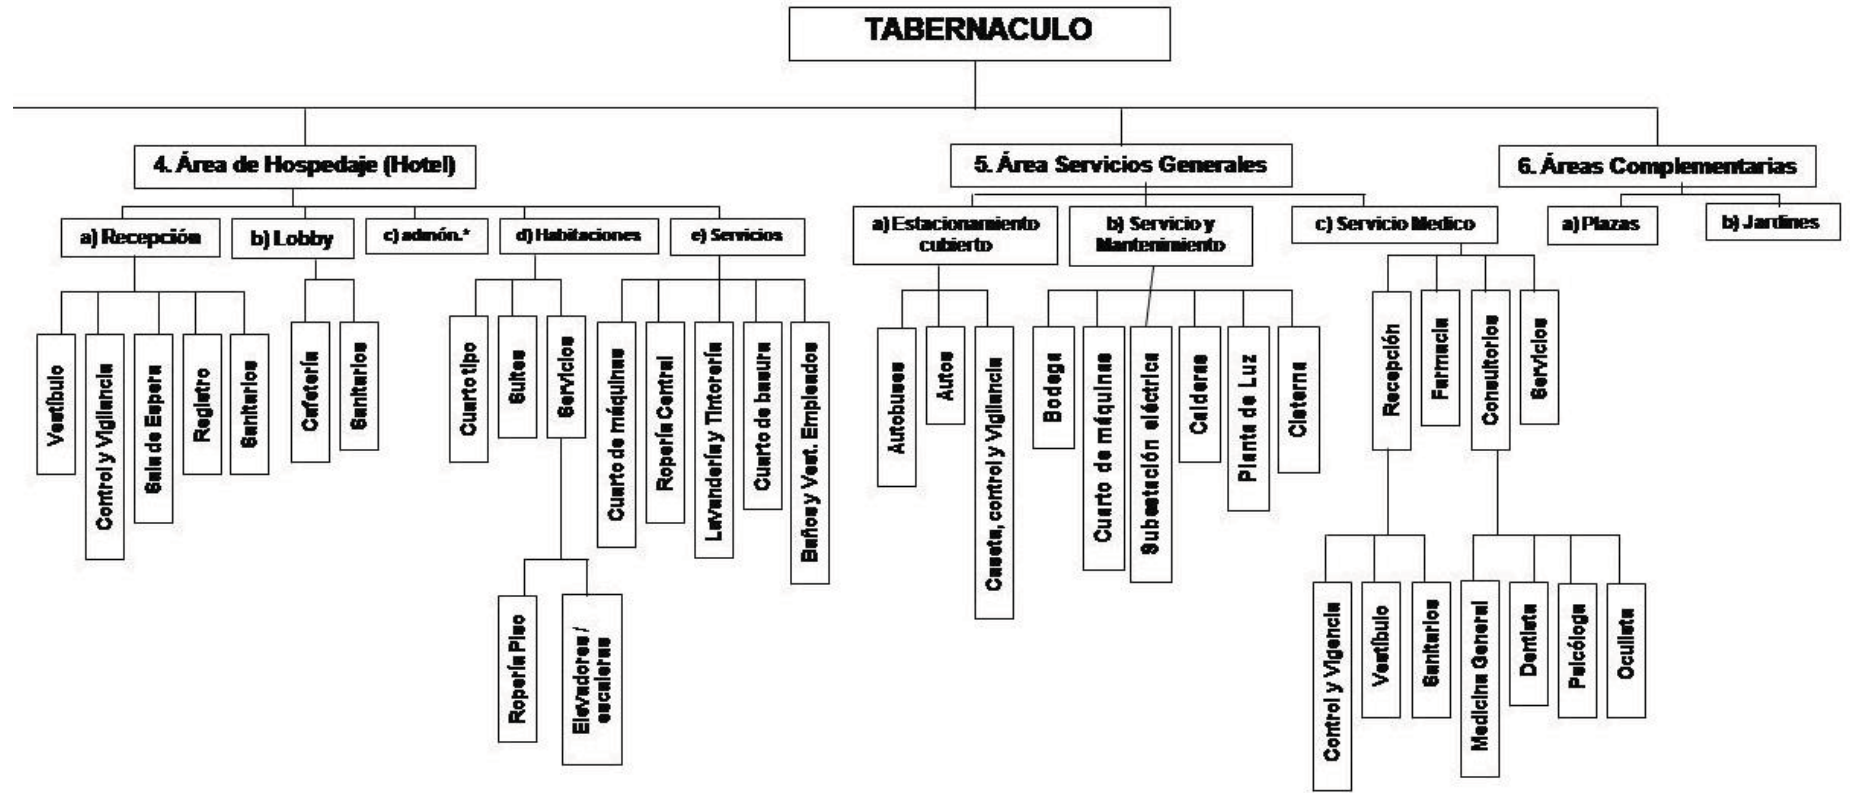 TABERNACULO
4. Área de Hospedaje (Hotel)
5. Área Servicios Generales
6. Áreas Complementarias
a) Recepción
b) Lobby
c) admón.*
d) Habitaciones
e) Servicios
a) Estacionamiento
cubierto
b) Servicio y
Mantenimiento
c) Servicio Medico
a) Plazas
b) Jardines
Vestíbulo
Control y Vigilancia
Sala de Espera
Registro
Sanitarios
Cafetería
Sanitarios
Cuarto tipo
Suites
Servicios
Cuarto de máquinas
Ropería Central
Lavandería y Tintorería
Cuarto de basura
Baños y Vest. Empleados
Autobuses
Autos
Caseta, control y Vigilancia
Bodega
Cuarto de máquinas
Subestación eléctrica
Calderas
Planta de Luz
Cisterna
Recepción
Farmacia
Consultorios
Servicios
Ropería Piso
Elevadores /
escaleras
Control y Vigencia
Vestíbulo
Sanitarios
Medicina General
Dentista
Psicóloga
Oculista